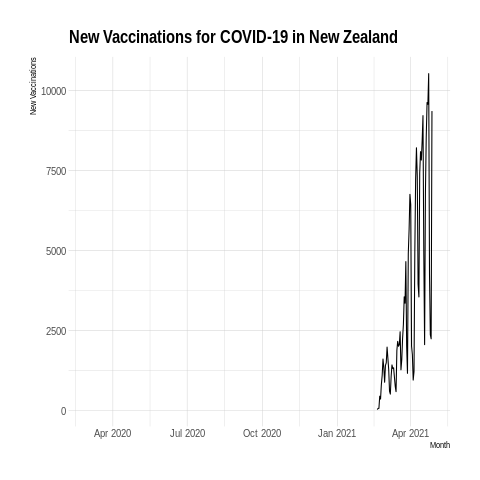 New Vaccinations for COVID-19 in New Zealand
New Vaccinations
10000
7500
5000
2500
0
Apr 2020 Jul 2020 Oct 2020 Jan 2021 Apr 2021
Month